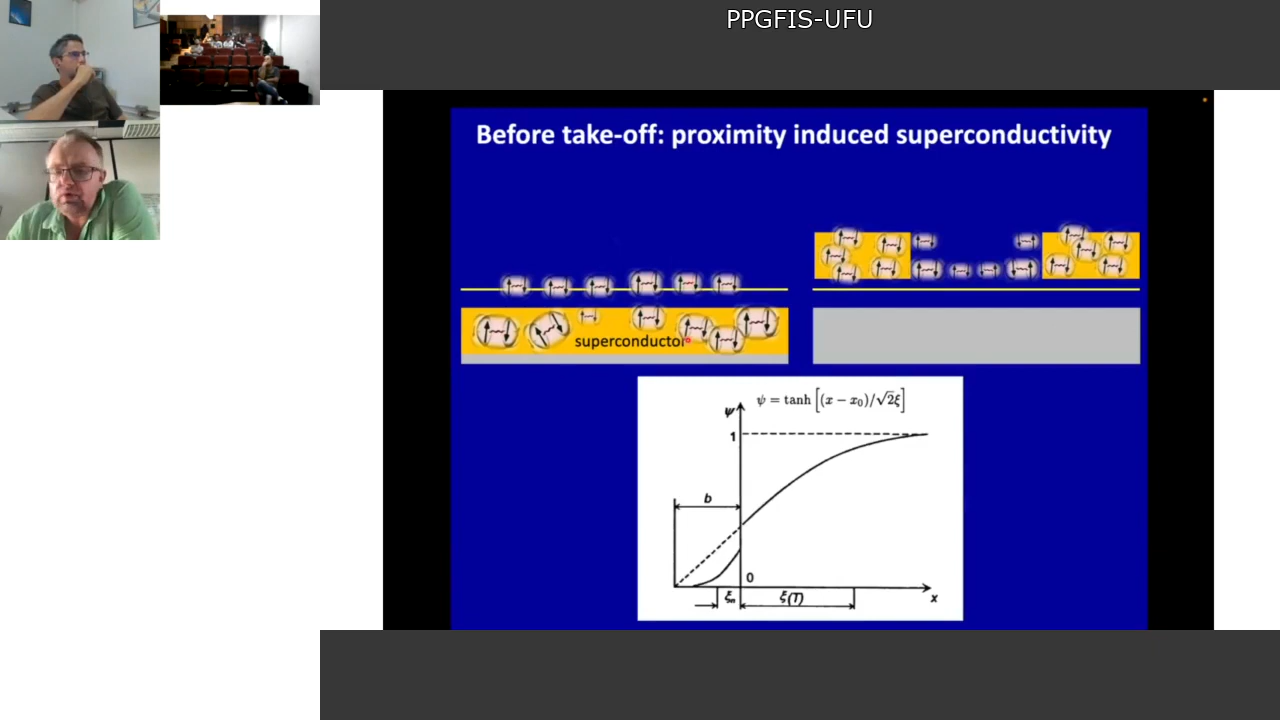 PPGFIS-UFU
Before take-off: proximity induced superconductivity
superconductor
ψ = tanh [(x − x₀)/√2ξ]
ψ
1
b
0
ξₙ
ξ(T)
x